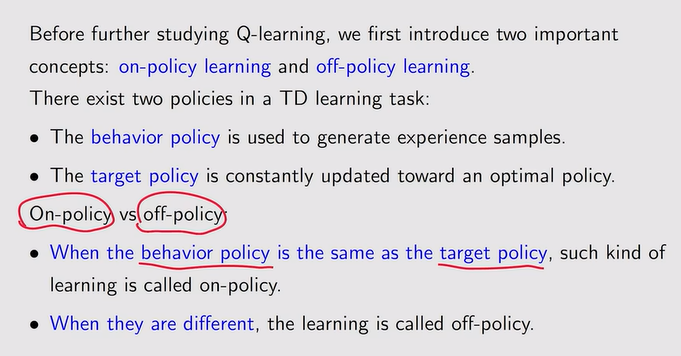 Before further studying Q-learning, we first introduce two important
concepts: on-policy learning and off-policy learning.
There exist two policies in a TD learning task:
• The behavior policy is used to generate experience samples.
• The target policy is constantly updated toward an optimal policy.
On-policy vs off-policy:
• When the behavior policy is the same as the target policy, such kind of
learning is called on-policy.
• When they are different, the learning is called off-policy.